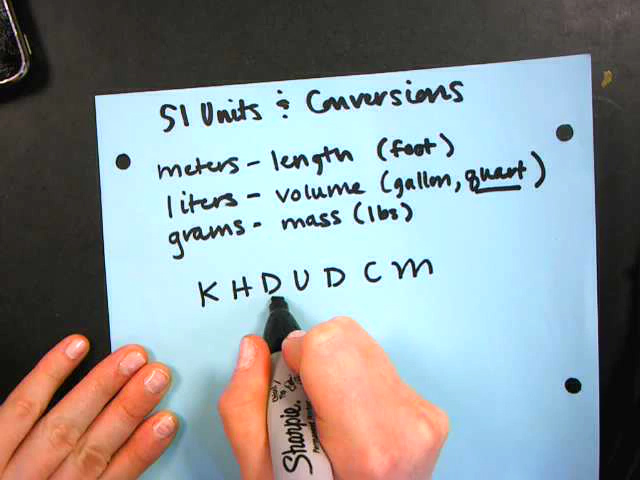 SI Units & Conversions
meters - length (foot)
liters - volume (gallon, quart)
grams - mass (lbs)
K H D U D C M
Sharpie